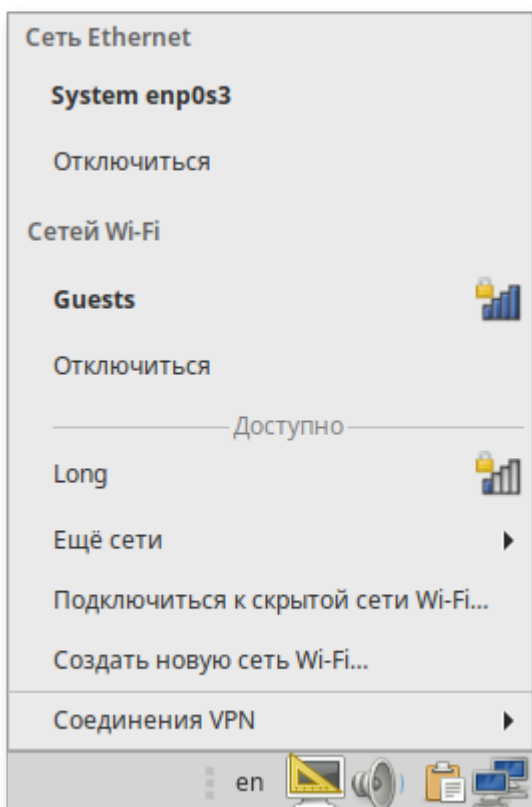 Сеть Ethernet
System enp0s3
Отключиться
Сетей Wi-Fi
Guests
Отключиться
Доступно
Long
Ещё сети
Подключиться к скрытой сети Wi-Fi...
Создать новую сеть Wi-Fi...
Соединения VPN
en